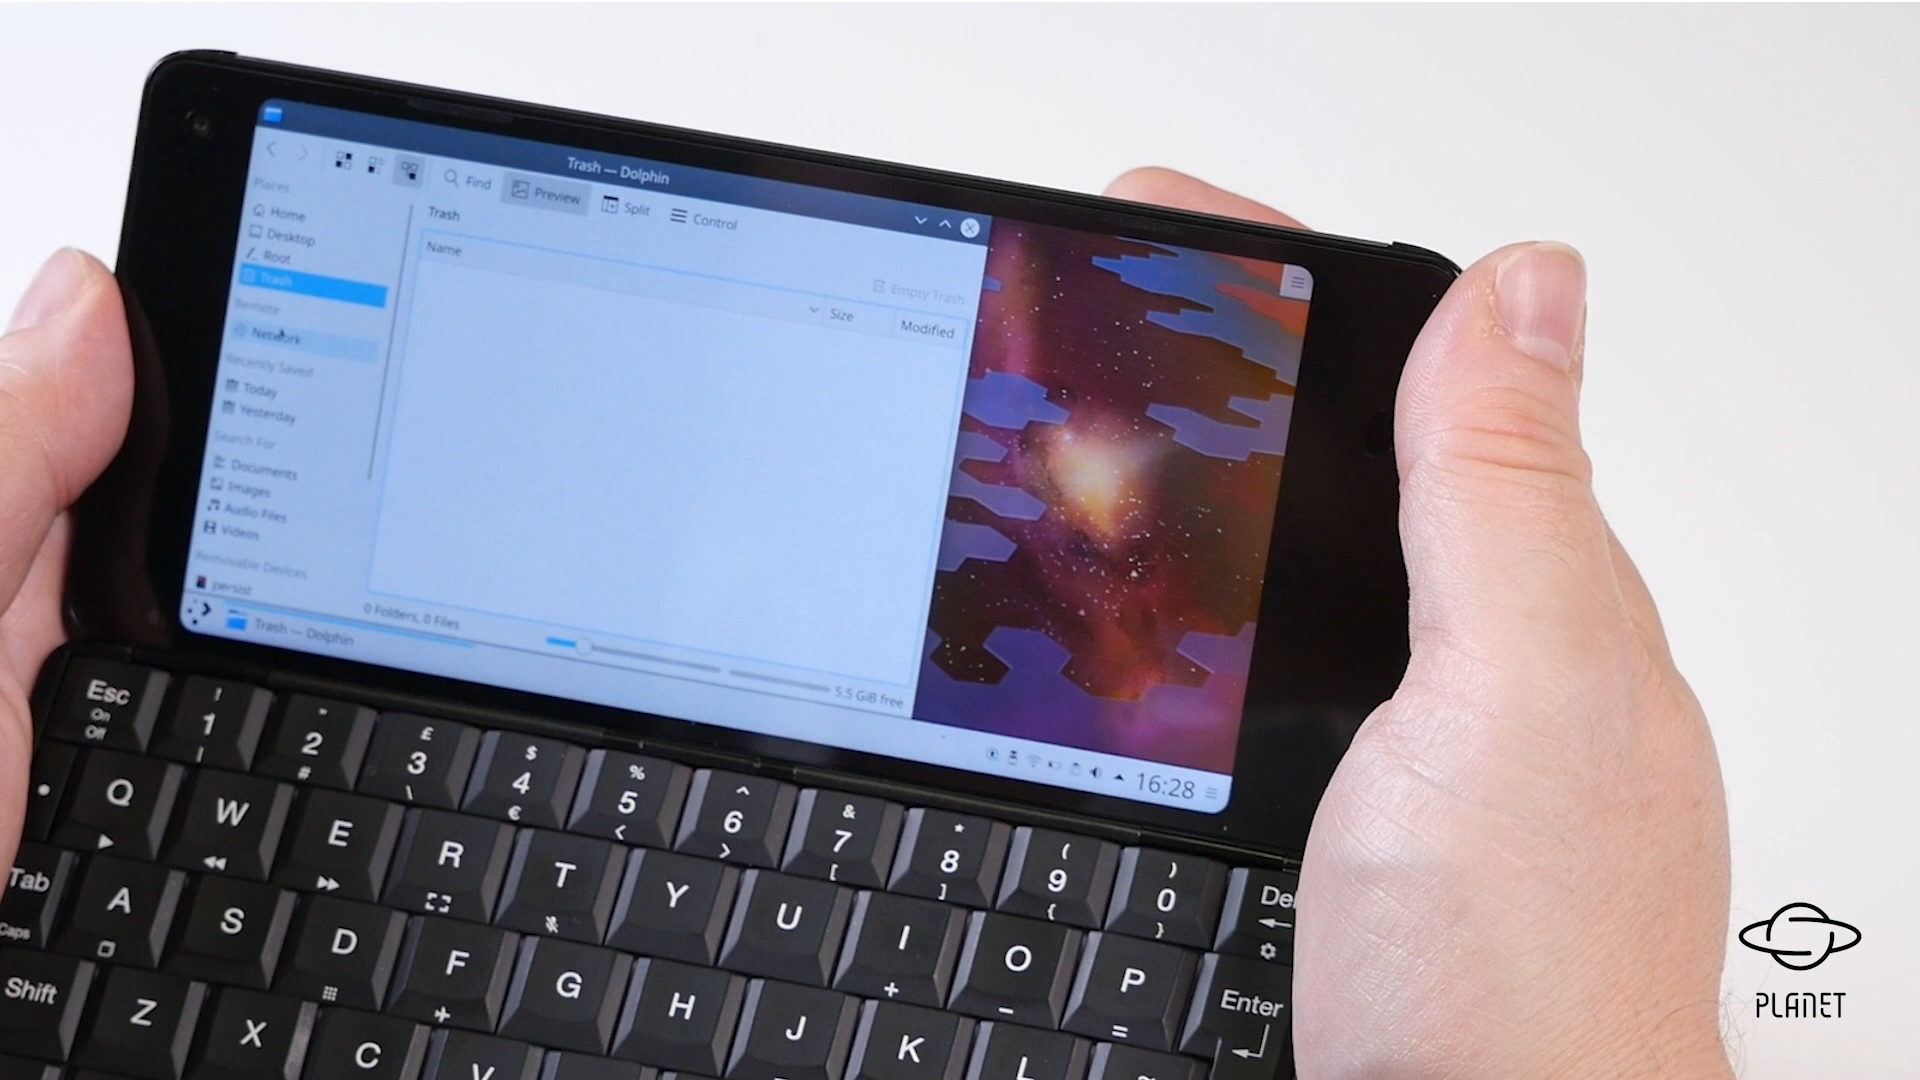 Trash — Dolphin
Find
Preview
Split
Control
Places
Home
Desktop
Root
Trash
Remote
Network
Recently Saved
Today
Yesterday
Search For
Documents
Images
Audio Files
Videos
Removable Devices
persist
Trash
Empty Trash
Name
Size
Modified
0 Folders, 0 Files
5.5 GiB free
Trash — Dolphin
16:28
Esc ! " £ $ % ^ & * ( )
On 1 2 3 4 5 6 7 8 9 0 Del
Off | # \ € < > [ ] { }
Q W E R T Y U I O P
+ _ =
Tab A S D F G H J K L Enter
Caps
Shift Z X C V
PLANET